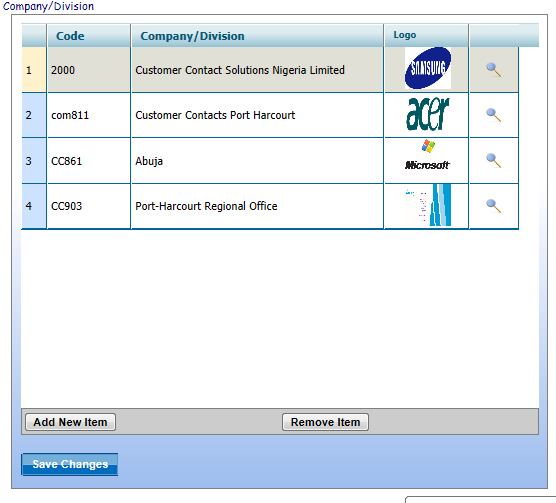 Company/Division
Code Company/Division Logo
1 2000 Customer Contact Solutions Nigeria Limited SAMSUNG
2 com811 Customer Contacts Port Harcourt acer
3 CC861 Abuja Microsoft
4 CC903 Port-Harcourt Regional Office
Add New Item Remove Item
Save Changes